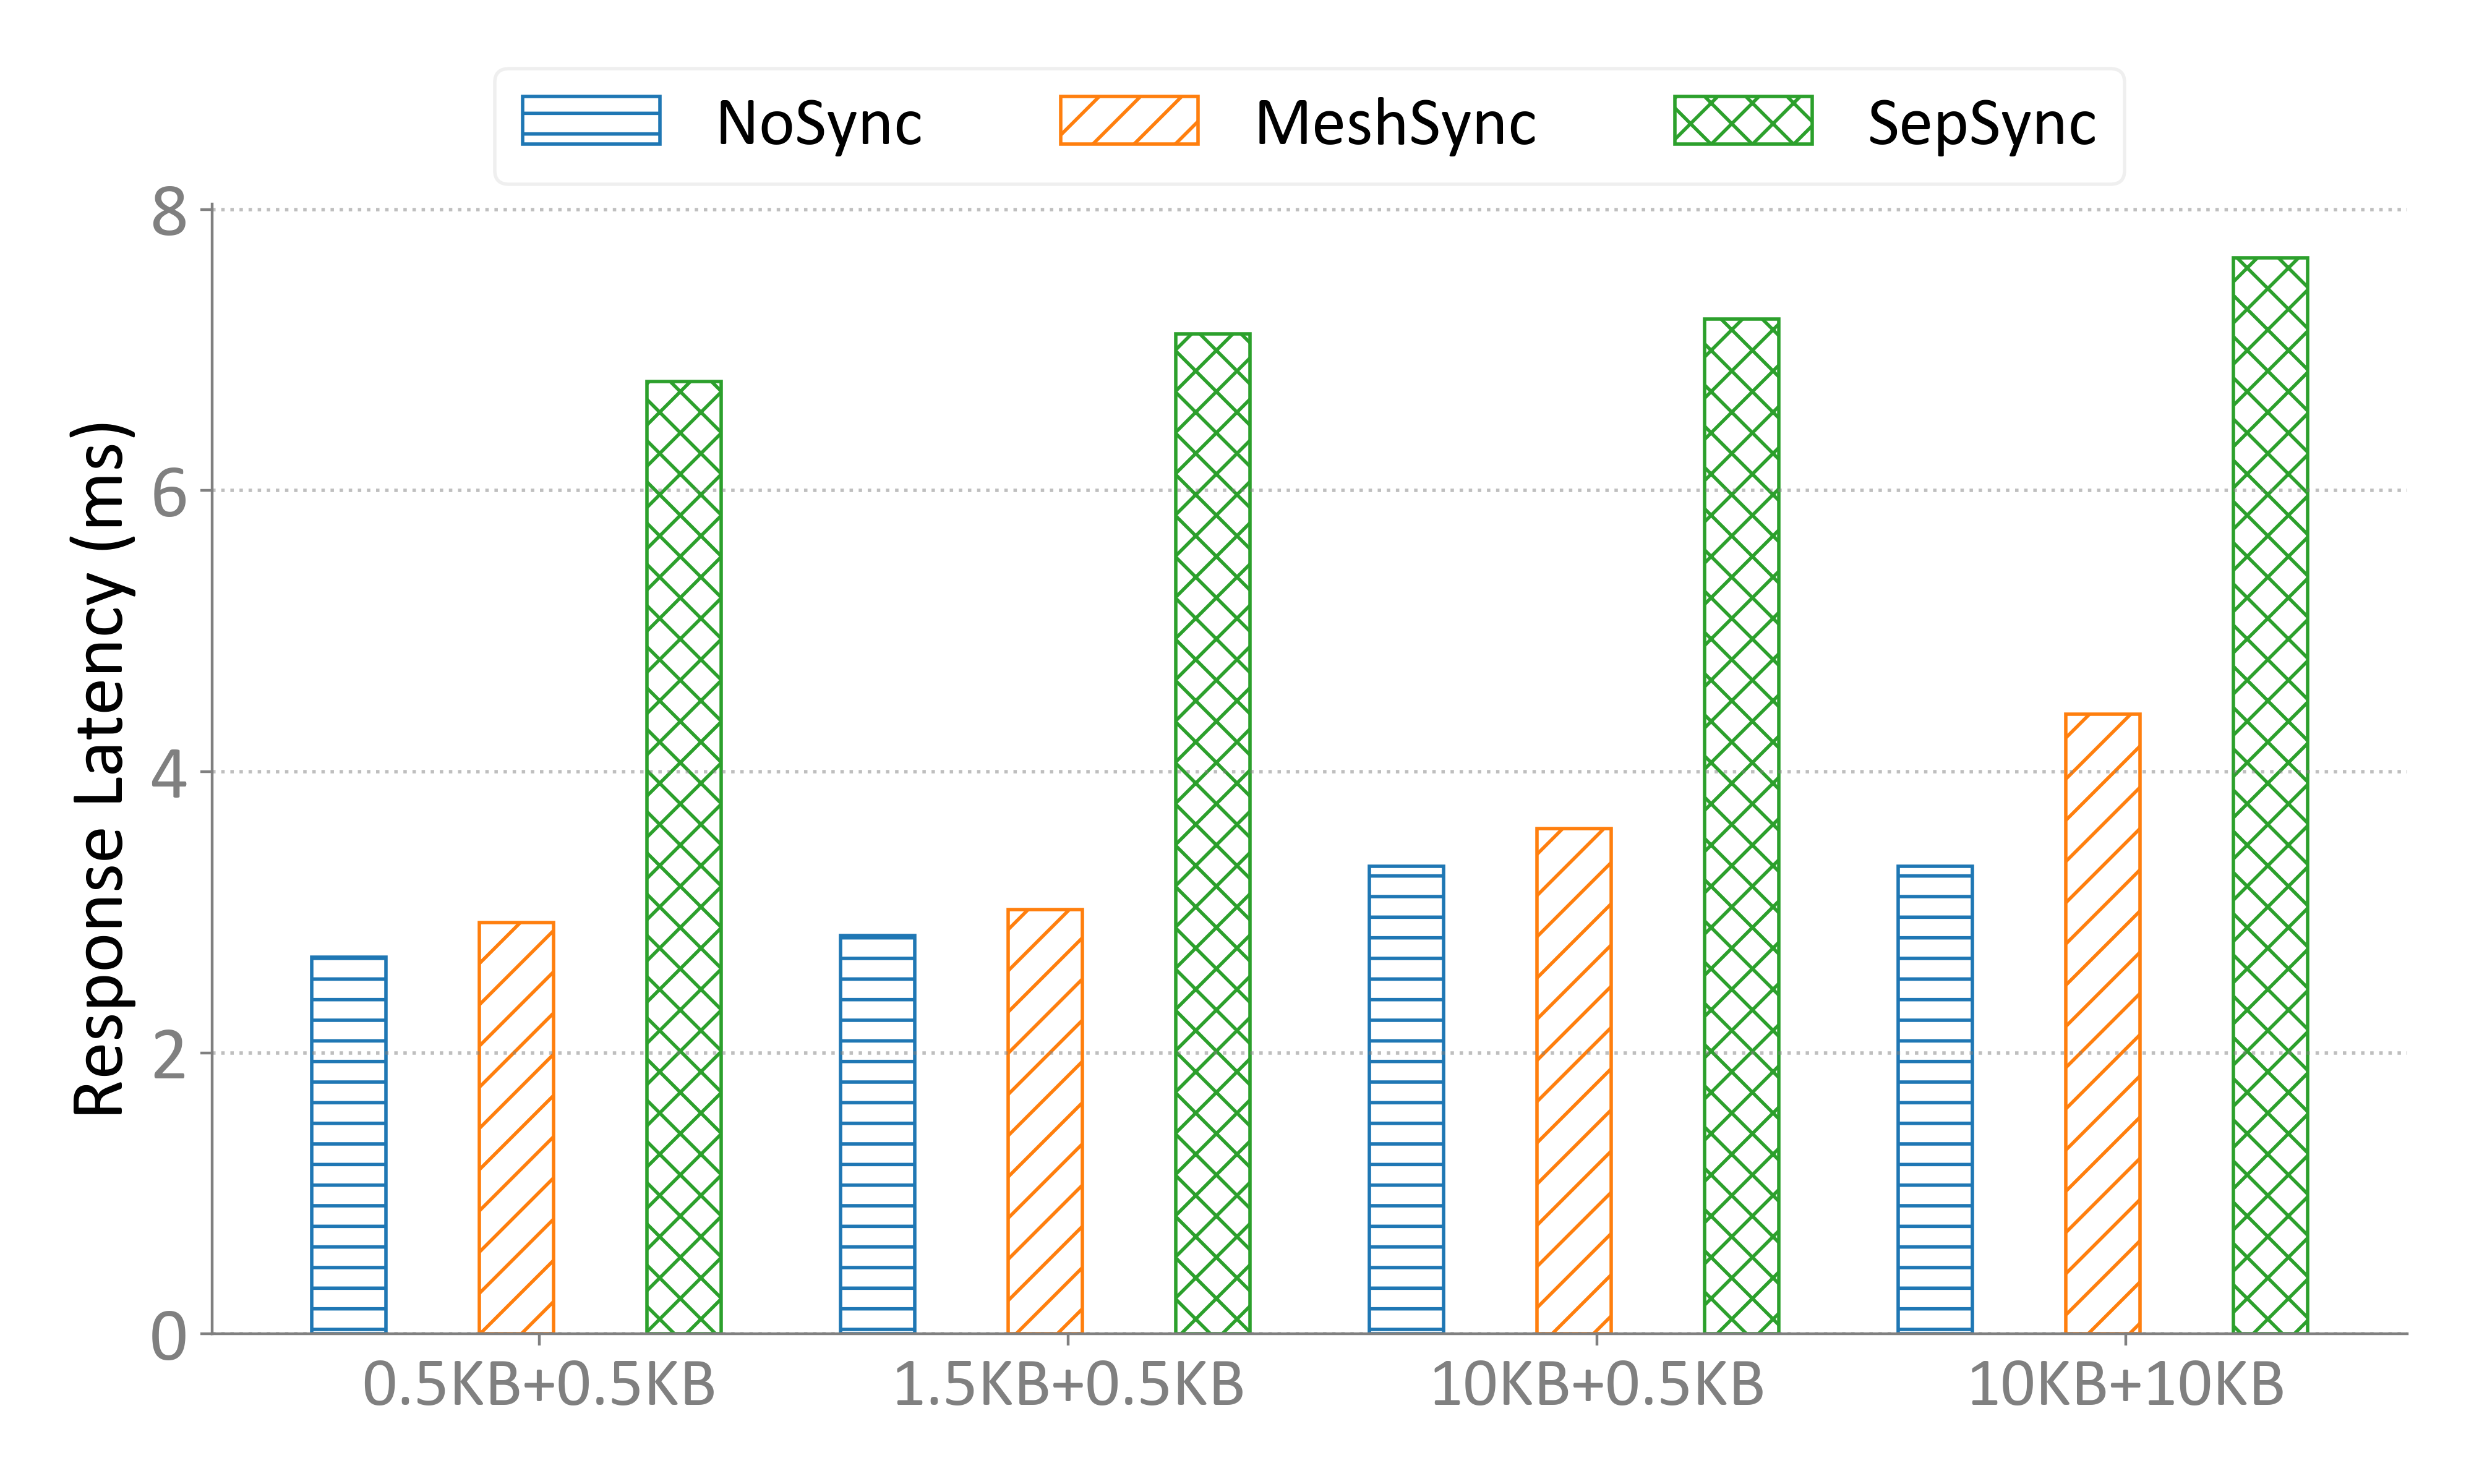 NoSync MeshSync SepSync
Response Latency (ms)
8
6
4
2
0
0.5KB+0.5KB 1.5KB+0.5KB 10KB+0.5KB 10KB+10KB